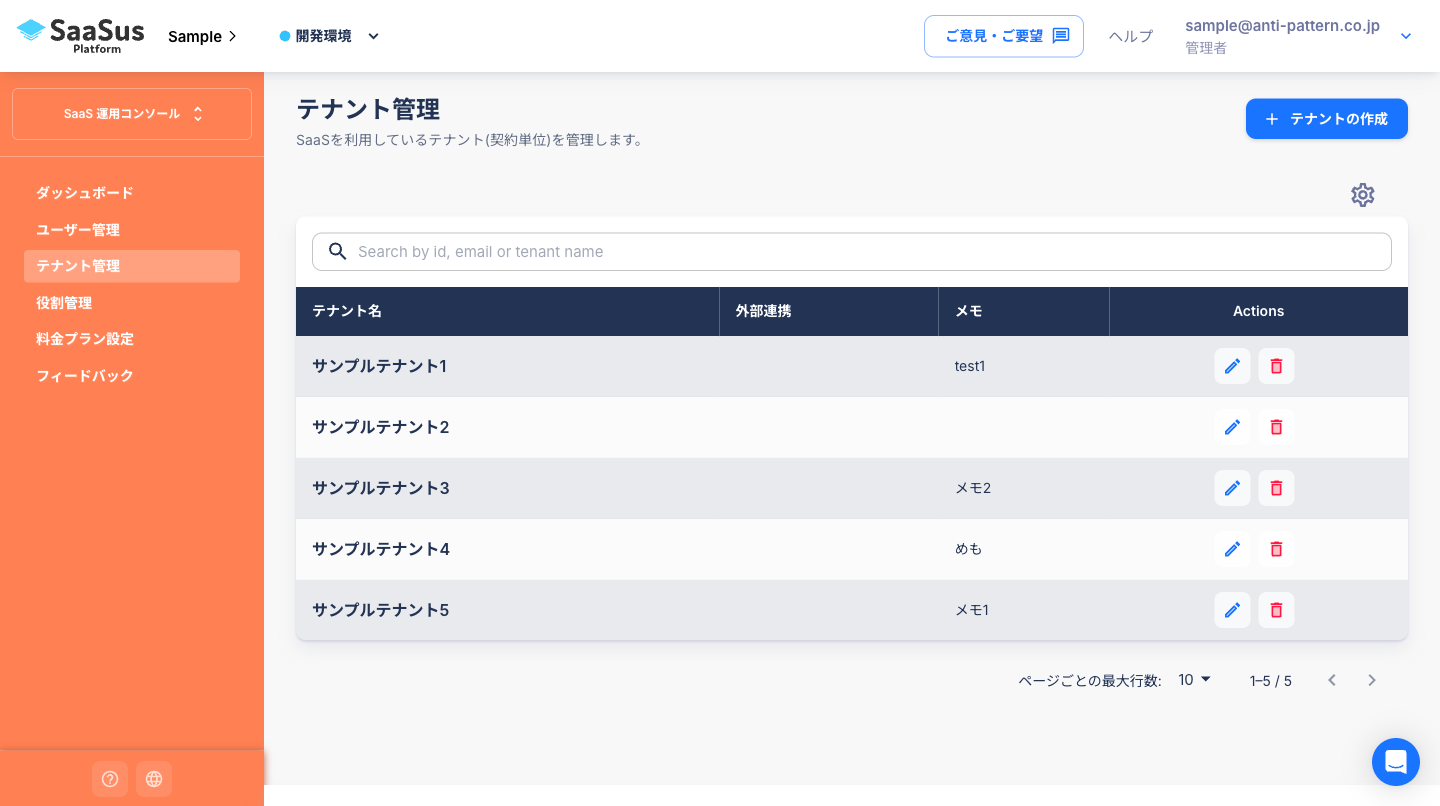 SaaSus
Platform
Sample
開発環境
ご意見・ご要望
ヘルプ
sample@anti-pattern.co.jp
管理者
SaaS 運用コンソール
ダッシュボード
ユーザー管理
テナント管理
役割管理
料金プラン設定
フィードバック
テナント管理
SaaSを利用しているテナント(契約単位)を管理します。
テナントの作成
Search by id, email or tenant name
テナント名 外部連携 メモ Actions
サンプルテナント1 test1
サンプルテナント2
サンプルテナント3 メモ2
サンプルテナント4 めも
サンプルテナント5 メモ1
ページごとの最大行数: 10 1–5 / 5